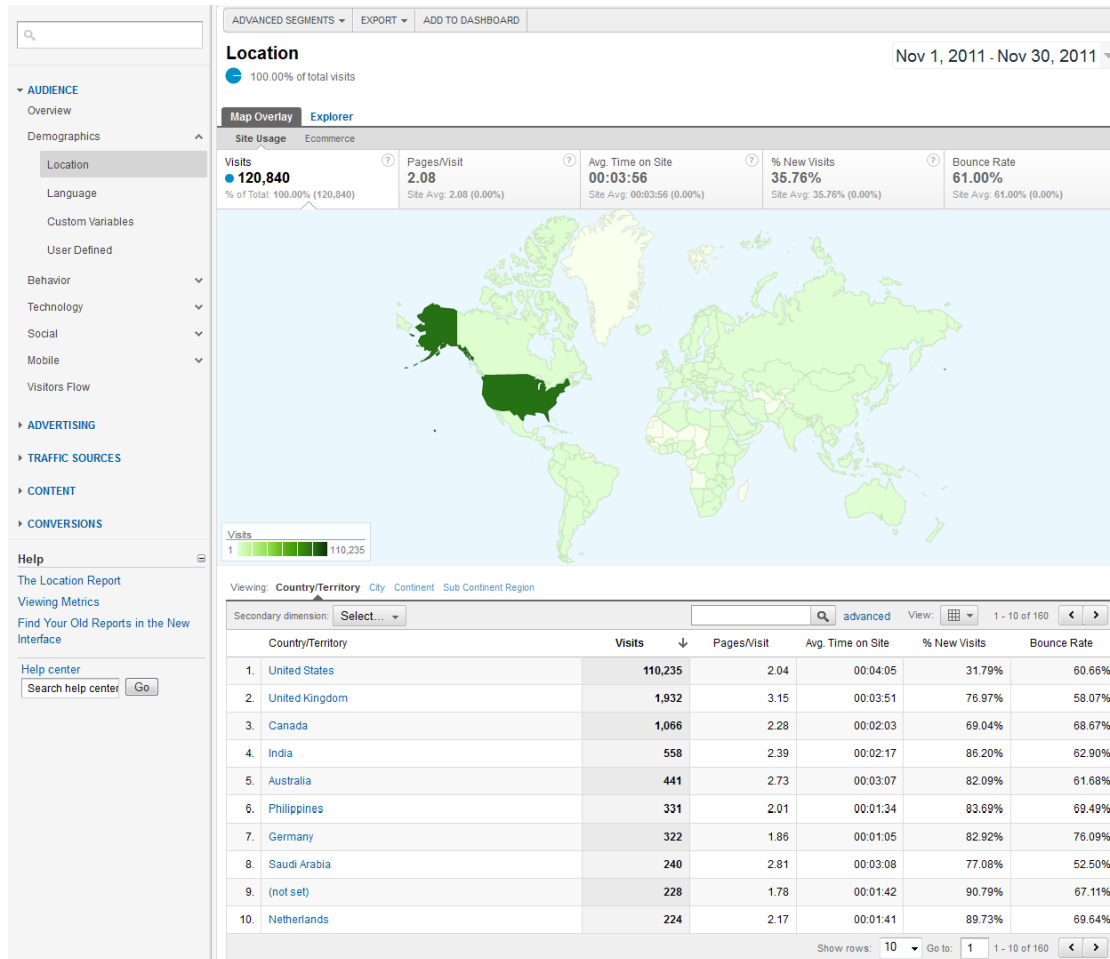 ADVANCED SEGMENTS EXPORT ADD TO DASHBOARD
Location
Nov 1, 2011 - Nov 30, 2011
100.00% of total visits
AUDIENCE
Overview
Demographics
Location
Language
Custom Variables
User Defined
Behavior
Technology
Social
Mobile
Visitors Flow
ADVERTISING
TRAFFIC SOURCES
CONTENT
CONVERSIONS
Help
The Location Report
Viewing Metrics
Find Your Old Reports in the New
Interface
Help center
Search help center Go
Map Overlay Explorer
Site Usage Ecommerce
Visits ? Pages/Visit ? Avg. Time on Site ? % New Visits ? Bounce Rate
120,840 2.08 00:03:56 35.76% 61.00%
% of Total: 100.00% (120,840) Site Avg: 2.08 (0.00%) Site Avg: 00:03:56 (0.00%) Site Avg: 35.76% (0.00%) Site Avg: 61.00% (0.00%)
Visits
1 110,235
Viewing: Country/Territory City Continent Sub Continent Region
Secondary dimension: Select... advanced View: 1 - 10 of 160
Country/Territory Visits Pages/Visit Avg. Time on Site % New Visits Bounce Rate
1. United States 110,235 2.04 00:04:05 31.79% 60.66%
2. United Kingdom 1,932 3.15 00:03:51 76.97% 58.07%
3. Canada 1,066 2.28 00:02:03 69.04% 68.67%
4. India 558 2.39 00:02:17 86.20% 62.90%
5. Australia 441 2.73 00:03:07 82.09% 61.68%
6. Philippines 331 2.01 00:01:34 83.69% 69.49%
7. Germany 322 1.86 00:01:05 82.92% 76.09%
8. Saudi Arabia 240 2.81 00:03:08 77.08% 52.50%
9. (not set) 228 1.78 00:01:42 90.79% 67.11%
10. Netherlands 224 2.17 00:01:41 89.73% 69.64%
Show rows: 10 Go to: 1 1 - 10 of 160